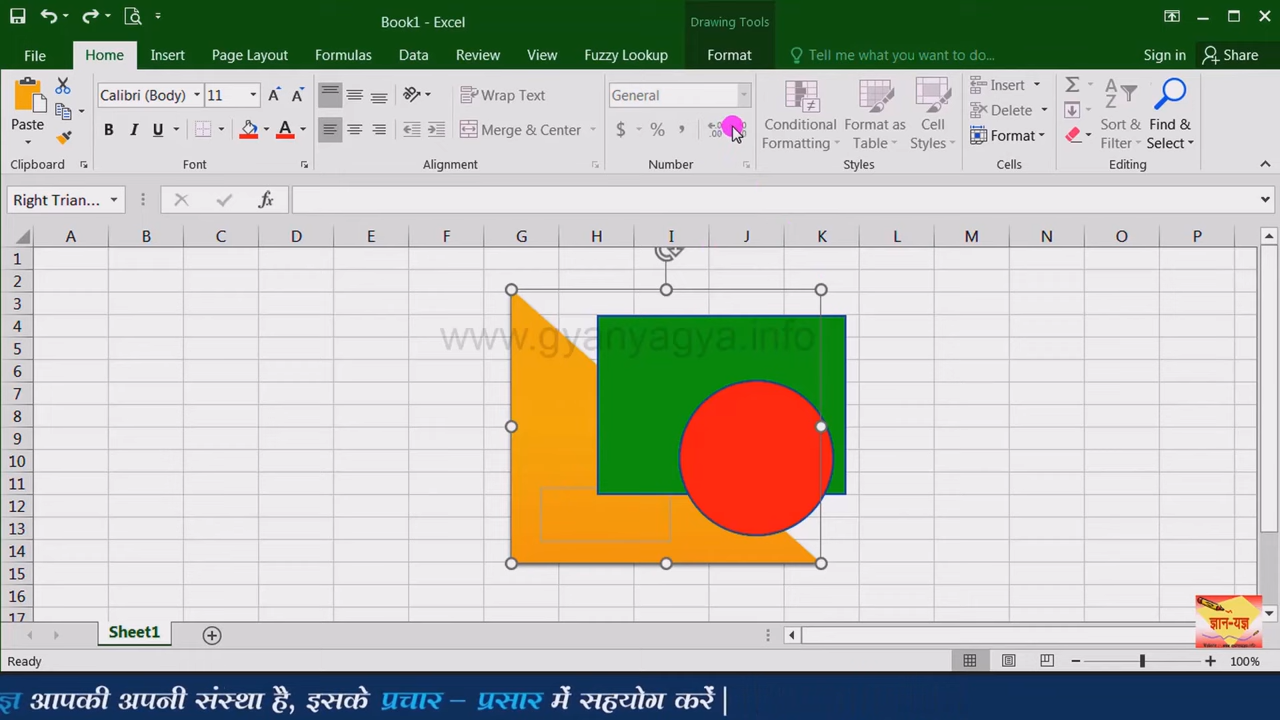 Book1 - Excel
Drawing Tools
File Home Insert Page Layout Formulas Data Review View Fuzzy Lookup Format Tell me what you want to do... Sign in Share
Paste
Clipboard
Calibri (Body) 11
B I U A
Font
Wrap Text
Merge & Center
Alignment
General
$ % ,
Number
Conditional Formatting
Format as Table
Cell Styles
Styles
Insert
Delete
Format
Cells
Sort & Filter
Find & Select
Editing
Right Trian... fx
A B C D E F G H I J K L M N O P
1
2
3
4
5
6
7
8
9
10
11
12
13
14
15
16
17
www.gyanyagya.info
ज्ञान-यज्ञ
Sheet1
Ready 100%
ज्ञ आपकी अपनी संस्था है, इसके प्रचार – प्रसार में सहयोग करें |